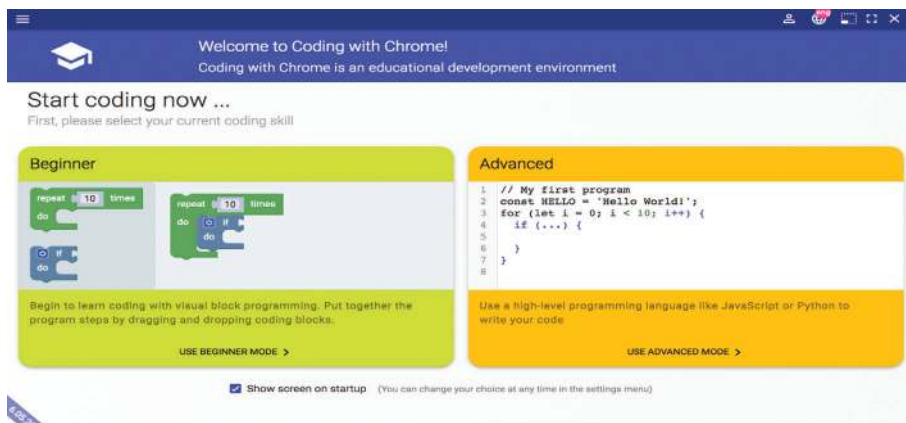 Welcome to Coding with Chrome!
Coding with Chrome is an educational development environment
Start coding now ...
First, please select your current coding skill
Beginner
repeat 10 times
do
if
do
repeat 10 times
do if
do
Begin to learn coding with visual block programming. Put together the
program steps by dragging and dropping coding blocks.
USE BEGINNER MODE >
Advanced
1 // My first program
2 const HELLO = 'Hello World!';
3 for (let i = 0; i < 10; i++) {
4 if (...) {
5
6 }
7 }
8
Use a high-level programming language like JavaScript or Python to
write your code
USE ADVANCED MODE >
Show screen on startup (You can change your choice at any time in the settings menu)